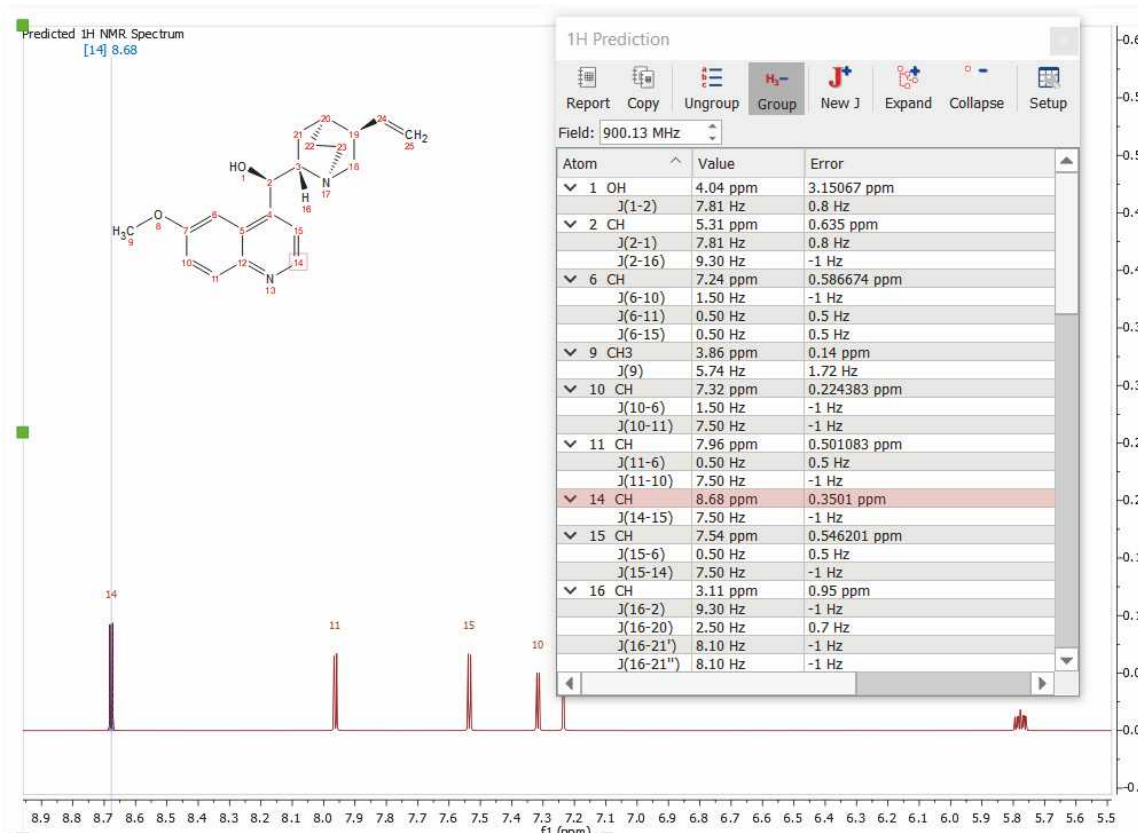 Predicted 1H NMR Spectrum
[14] 8.68
1H Prediction
Report Copy Ungroup Group New J Expand Collapse Setup
Field: 900.13 MHz
Atom Value Error
1 OH 4.04 ppm 3.15067 ppm
J(1-2) 7.81 Hz 0.8 Hz
2 CH 5.31 ppm 0.635 ppm
J(2-1) 7.81 Hz 0.8 Hz
J(2-16) 9.30 Hz -1 Hz
6 CH 7.24 ppm 0.586674 ppm
J(6-10) 1.50 Hz -1 Hz
J(6-11) 0.50 Hz 0.5 Hz
J(6-15) 0.50 Hz 0.5 Hz
9 CH3 3.86 ppm 0.14 ppm
J(9) 5.74 Hz 1.72 Hz
10 CH 7.32 ppm 0.224383 ppm
J(10-6) 1.50 Hz -1 Hz
J(10-11) 7.50 Hz -1 Hz
11 CH 7.96 ppm 0.501083 ppm
J(11-6) 0.50 Hz 0.5 Hz
J(11-10) 7.50 Hz -1 Hz
14 CH 8.68 ppm 0.3501 ppm
J(14-15) 7.50 Hz -1 Hz
15 CH 7.54 ppm 0.546201 ppm
J(15-6) 0.50 Hz 0.5 Hz
J(15-14) 7.50 Hz -1 Hz
16 CH 3.11 ppm 0.95 ppm
J(16-2) 9.30 Hz -1 Hz
J(16-20) 2.50 Hz 0.7 Hz
J(16-21') 8.10 Hz -1 Hz
J(16-21") 8.10 Hz -1 Hz
20 24
21 19 CH2
22 23 25
HO 3 18
1 2 N
H 17
16
O 4
H3C 8 7 6 5 15
9
10 12 14
11 N
13
14 11 15 10
8.9 8.8 8.7 8.6 8.5 8.4 8.3 8.2 8.1 8.0 7.9 7.8 7.7 7.6 7.5 7.4 7.3 7.2 7.1 7.0 6.9 6.8 6.7 6.6 6.5 6.4 6.3 6.2 6.1 6.0 5.9 5.8 5.7 5.6 5.5
f1 (ppm)